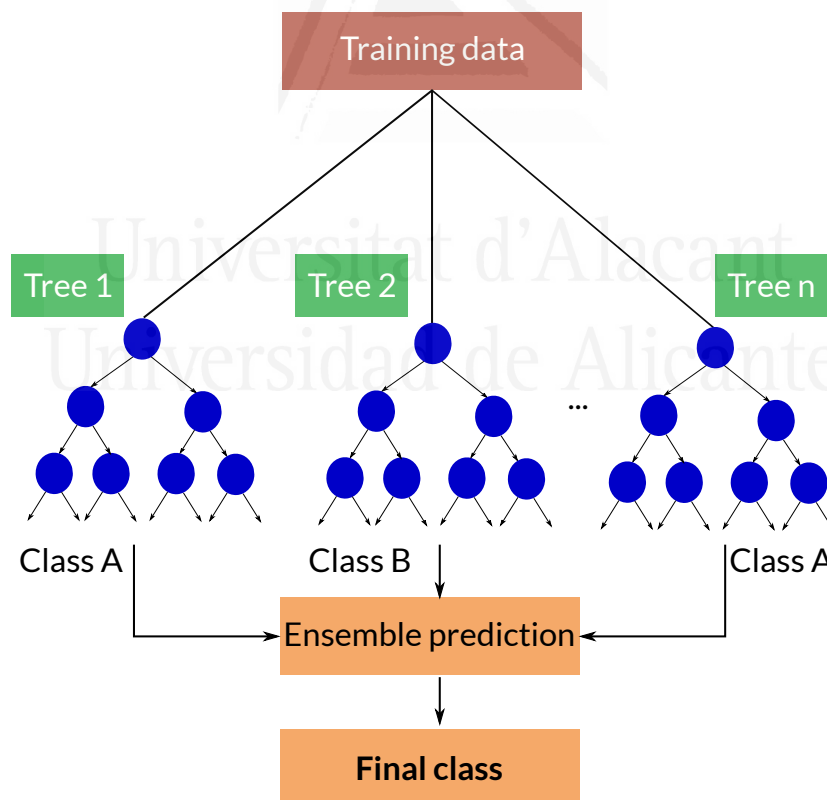 Training data
Universitat d'Alacant
Universidad de Alicante
Tree 1
Tree 2
Tree n
...
Class A
Class B
Class A
Ensemble prediction
Final class